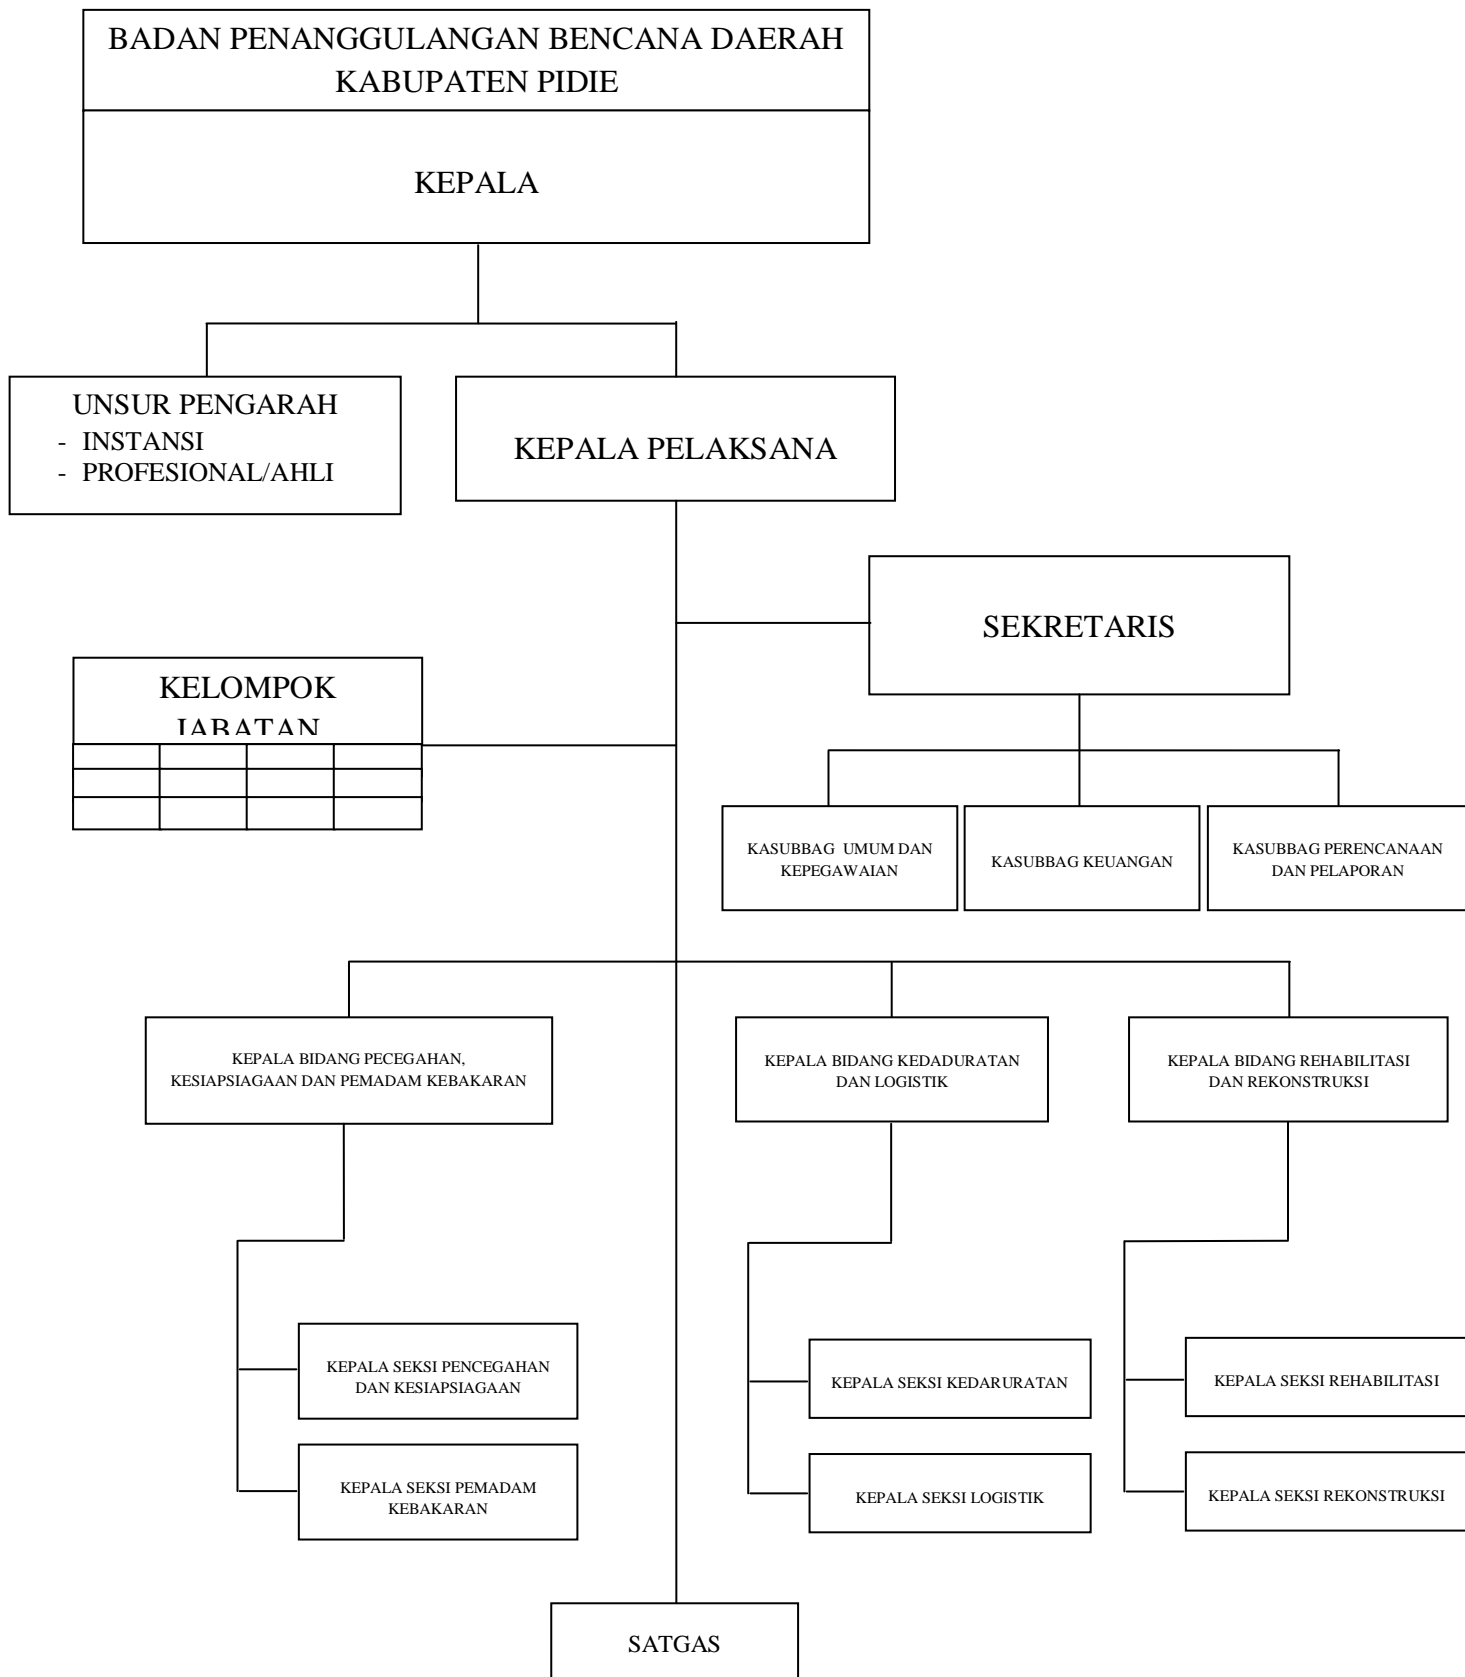 BADAN PENANGGULANGAN BENCANA DAERAH
KABUPATEN PIDIE
KEPALA
UNSUR PENGARAH
- INSTANSI
- PROFESIONAL/AHLI
KEPALA PELAKSANA
SEKRETARIS
KELOMPOK
JABATAN
KASUBBAG UMUM DAN
KEPEGAWAIAN
KASUBBAG KEUANGAN
KASUBBAG PERENCANAAN
DAN PELAPORAN
KEPALA BIDANG PECEGAHAN,
KESIAPSIAGAAN DAN PEMADAM KEBAKARAN
KEPALA BIDANG KEDADURATAN
DAN LOGISTIK
KEPALA BIDANG REHABILITASI
DAN REKONSTRUKSI
KEPALA SEKSI PENCEGAHAN
DAN KESIAPSIAGAAN
KEPALA SEKSI KEDARURATAN
KEPALA SEKSI REHABILITASI
KEPALA SEKSI PEMADAM
KEBAKARAN
KEPALA SEKSI LOGISTIK
KEPALA SEKSI REKONSTRUKSI
SATGAS